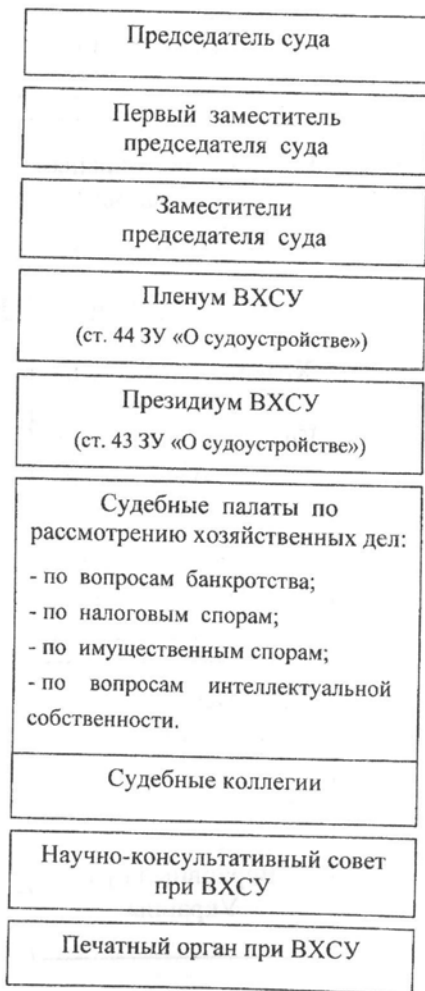 Председатель суда
Первый заместитель
председателя суда
Заместители
председателя суда
Пленум ВХСУ
(ст. 44 ЗУ «О судоустройстве»)
Президиум ВХСУ
(ст. 43 ЗУ «О судоустройстве»)
Судебные палаты по
рассмотрению хозяйственных дел:
- по вопросам банкротства;
- по налоговым спорам;
- по имущественным спорам;
- по вопросам интеллектуальной
собственности.
Судебные коллегии
Научно-консультативный совет
при ВХСУ
Печатный орган при ВХСУ